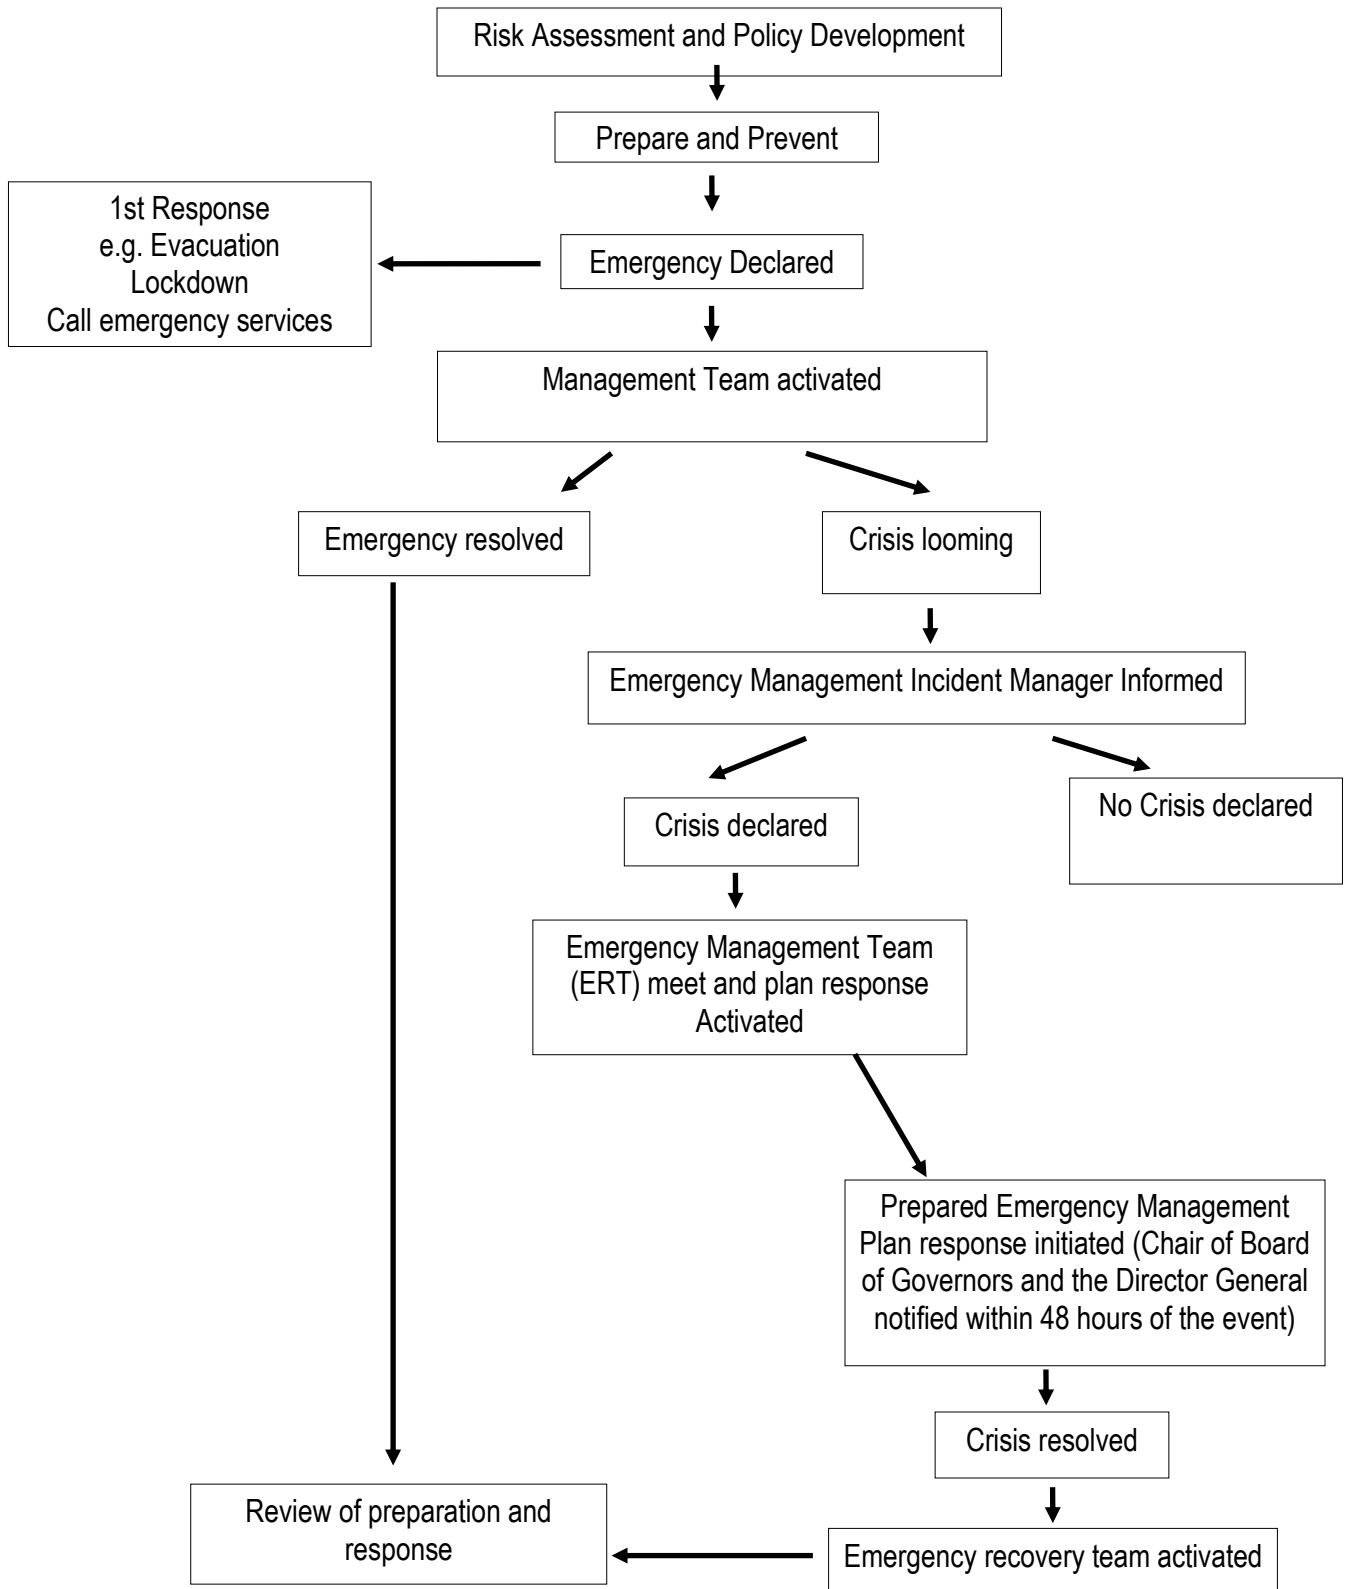 Risk Assessment and Policy Development
Prepare and Prevent
1st Response
e.g. Evacuation
Lockdown
Call emergency services
Emergency Declared
Management Team activated
Emergency resolved
Crisis looming
Emergency Management Incident Manager Informed
Crisis declared
No Crisis declared
Emergency Management Team
(ERT) meet and plan response
Activated
Prepared Emergency Management
Plan response initiated (Chair of Board
of Governors and the Director General
notified within 48 hours of the event)
Crisis resolved
Review of preparation and
response
Emergency recovery team activated